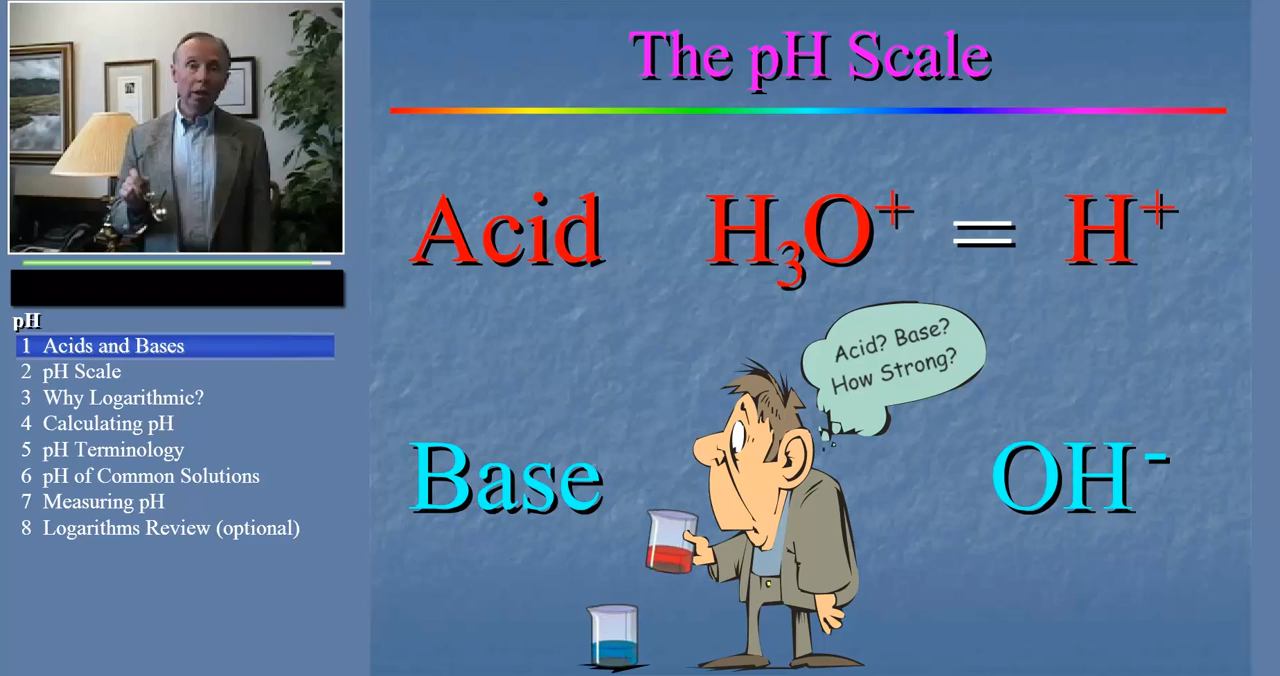 The pH Scale
Acid H₃O⁺ = H⁺
Acid? Base?
How Strong?
Base OH⁻
pH
1 Acids and Bases
2 pH Scale
3 Why Logarithmic?
4 Calculating pH
5 pH Terminology
6 pH of Common Solutions
7 Measuring pH
8 Logarithms Review (optional)